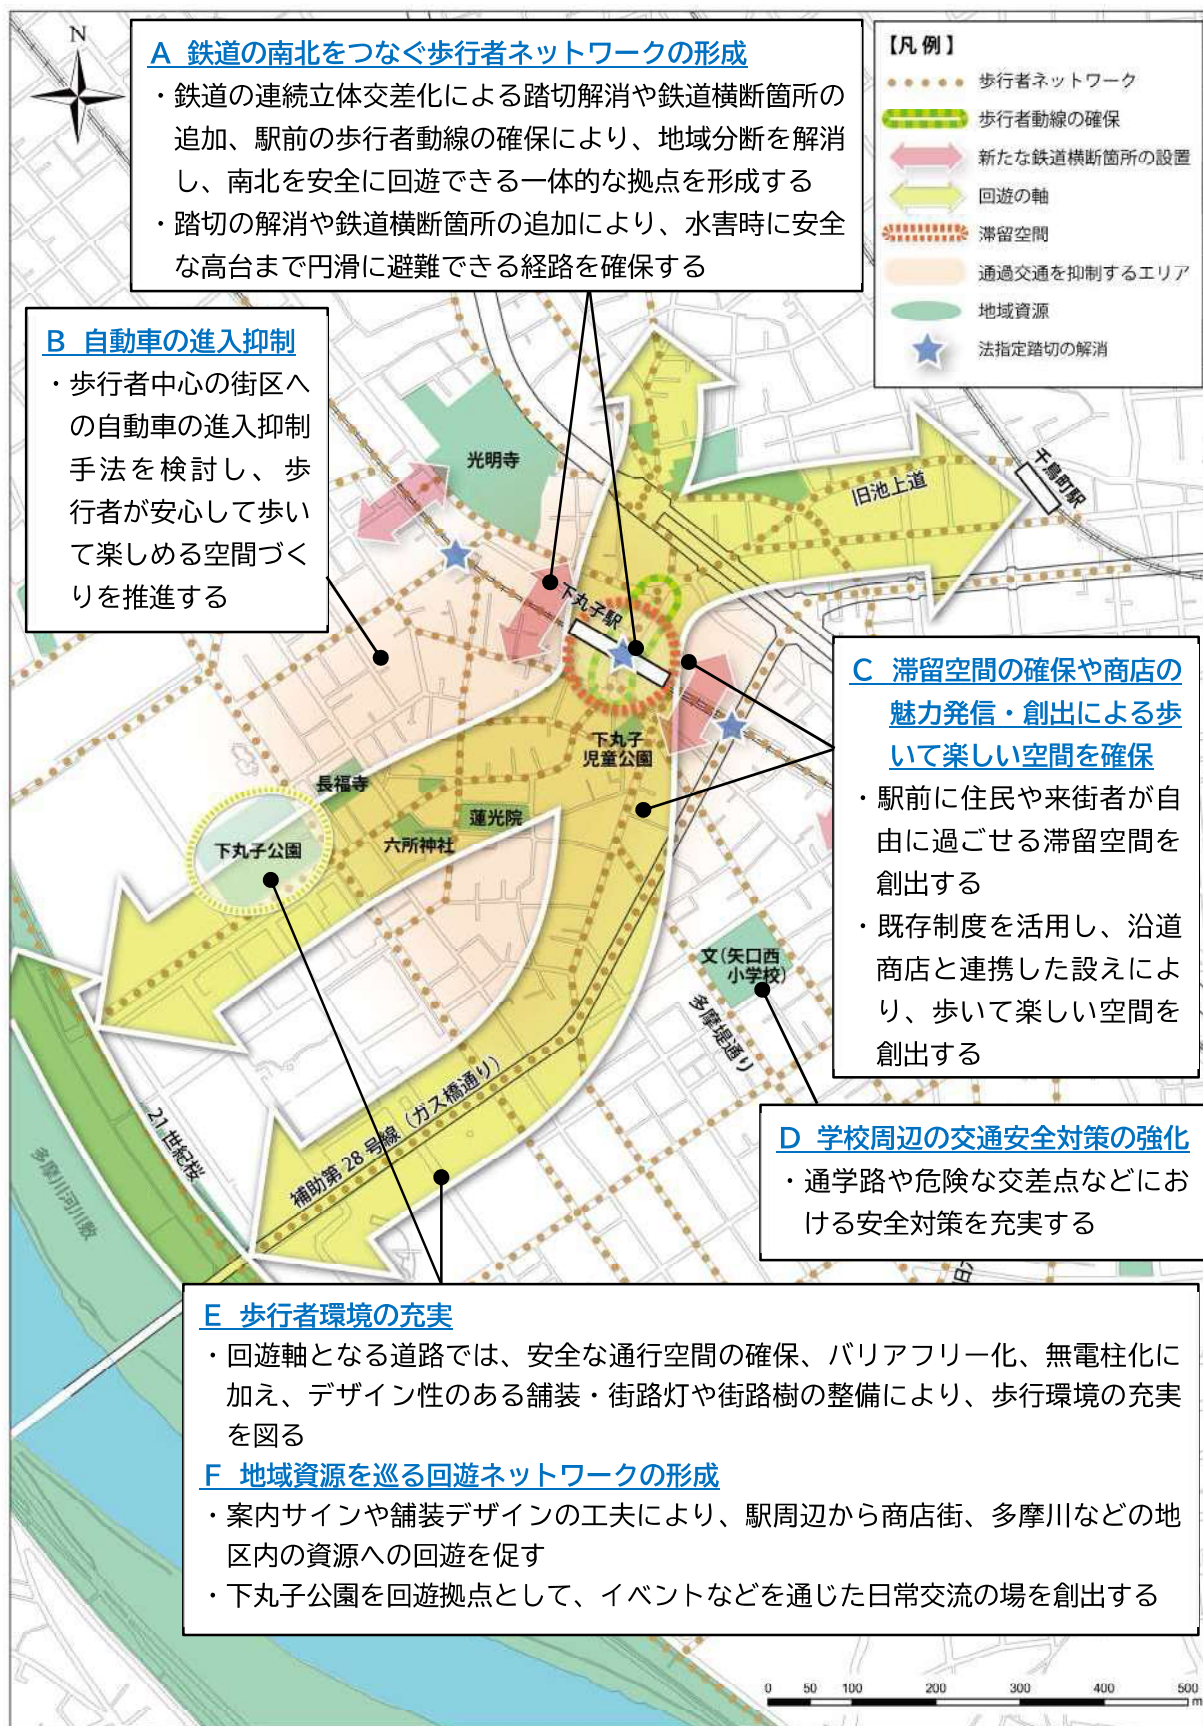 N
A 鉄道の南北をつなぐ歩行者ネットワークの形成
・鉄道の連続立体交差化による踏切解消や鉄道横断箇所の
追加、駅前の歩行者動線の確保により、地域分断を解消
し、南北を安全に回遊できる一体的な拠点を形成する
・踏切の解消や鉄道横断箇所の追加により、水害時に安全
な高台まで円滑に避難できる経路を確保する
【凡例】
歩行者ネットワーク
歩行者動線の確保
新たな鉄道横断箇所の設置
回遊の軸
滞留空間
通過交通を抑制するエリア
地域資源
法指定踏切の解消
B 自動車の進入抑制
・歩行者中心の街区へ
の自動車の進入抑制
手法を検討し、歩
行者が安心して歩い
て楽しめる空間づく
りを推進する
光明寺
旧池上道
千鳥町駅
下丸子駅
下丸子
児童公園
長福寺
蓮光院
六所神社
下丸子公園
C 滞留空間の確保や商店の
魅力発信・創出による歩
いて楽しい空間を確保
・駅前に住民や来街者が自
由に過ごせる滞留空間を
創出する
・既存制度を活用し、沿道
商店と連携した設えによ
り、歩いて楽しい空間を
創出する
文(矢口西
小学校)
多摩堤通り
補助第28号線(ガス橋通り)
21世紀桜
多摩川河川敷
D 学校周辺の交通安全対策の強化
・通学路や危険な交差点などにお
ける安全対策を充実する
E 歩行者環境の充実
・回遊軸となる道路では、安全な通行空間の確保、バリアフリー化、無電柱化に
加え、デザイン性のある舗装・街路灯や街路樹の整備により、歩行環境の充実
を図る
F 地域資源を巡る回遊ネットワークの形成
・案内サインや舗装デザインの工夫により、駅周辺から商店街、多摩川などの地
区内の資源への回遊を促す
・下丸子公園を回遊拠点として、イベントなどを通じた日常交流の場を創出する
0 50 100 200 300 400 500
m